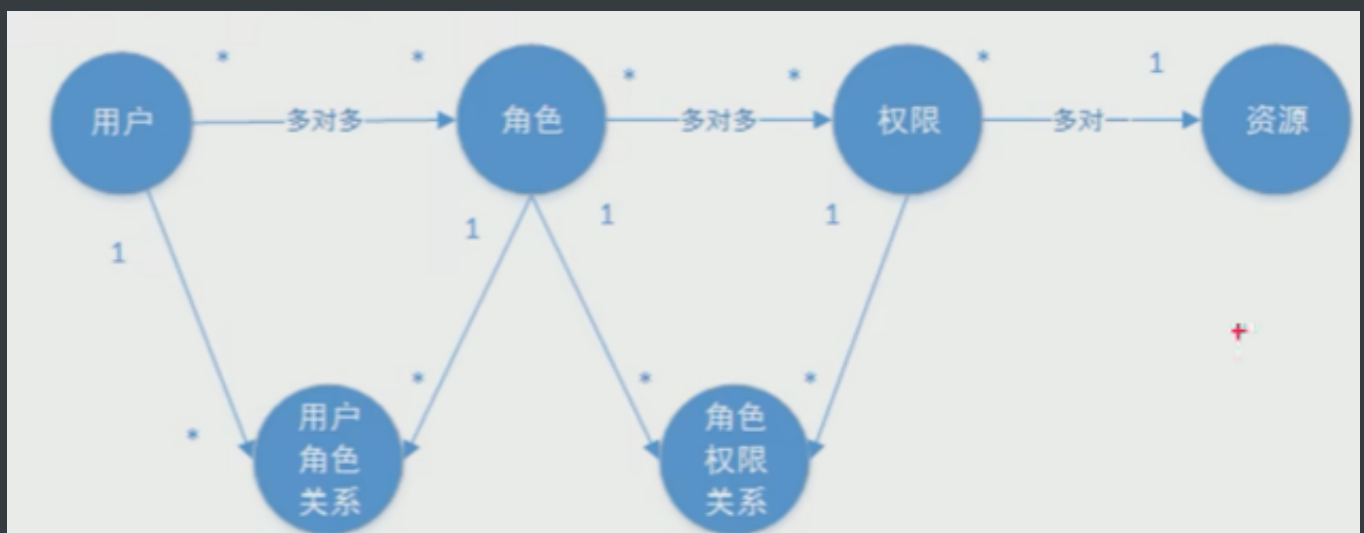 * * * * * 1
用户 多对多 角色 多对多 权限 多对一 资源
1 1 1 1
* * * *
用户
角色
关系
角色
权限
关系